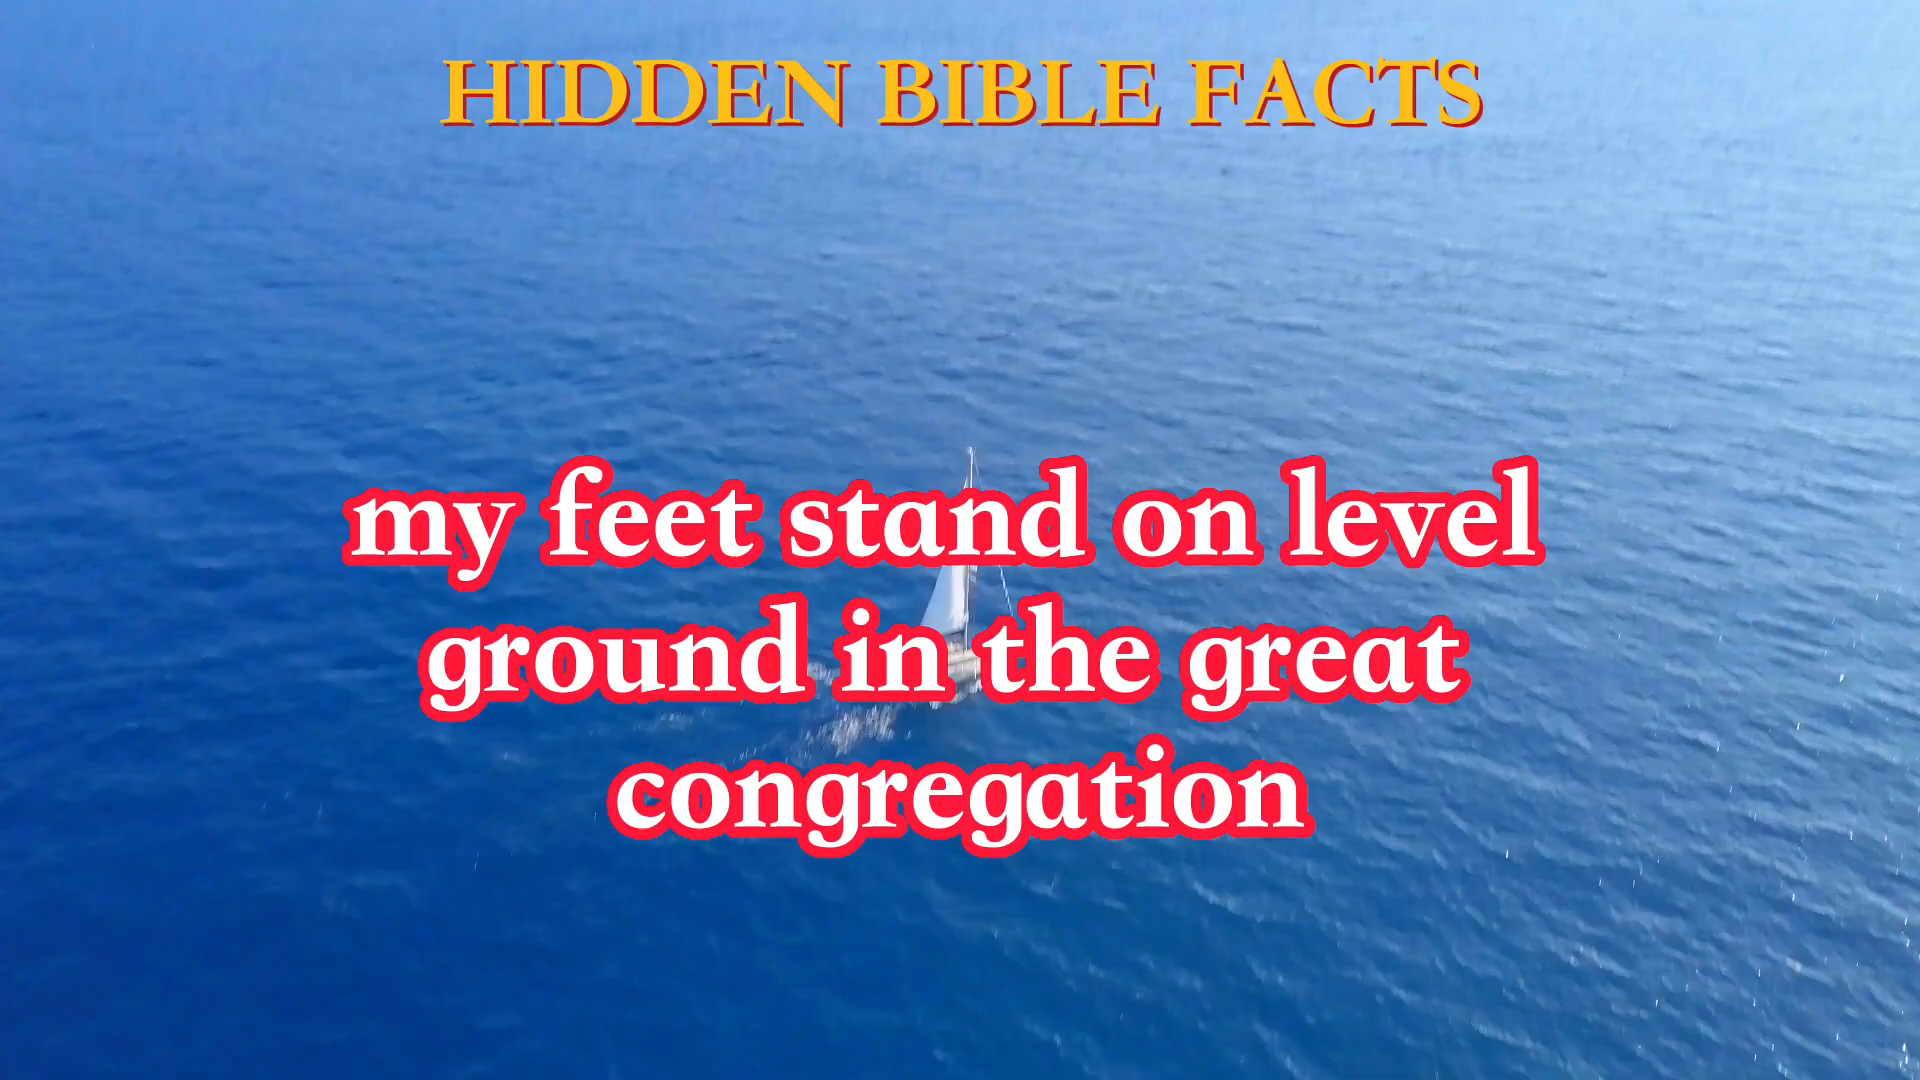 HIDDEN BIBLE FACTS
my feet stand on level
ground in the great
congregation